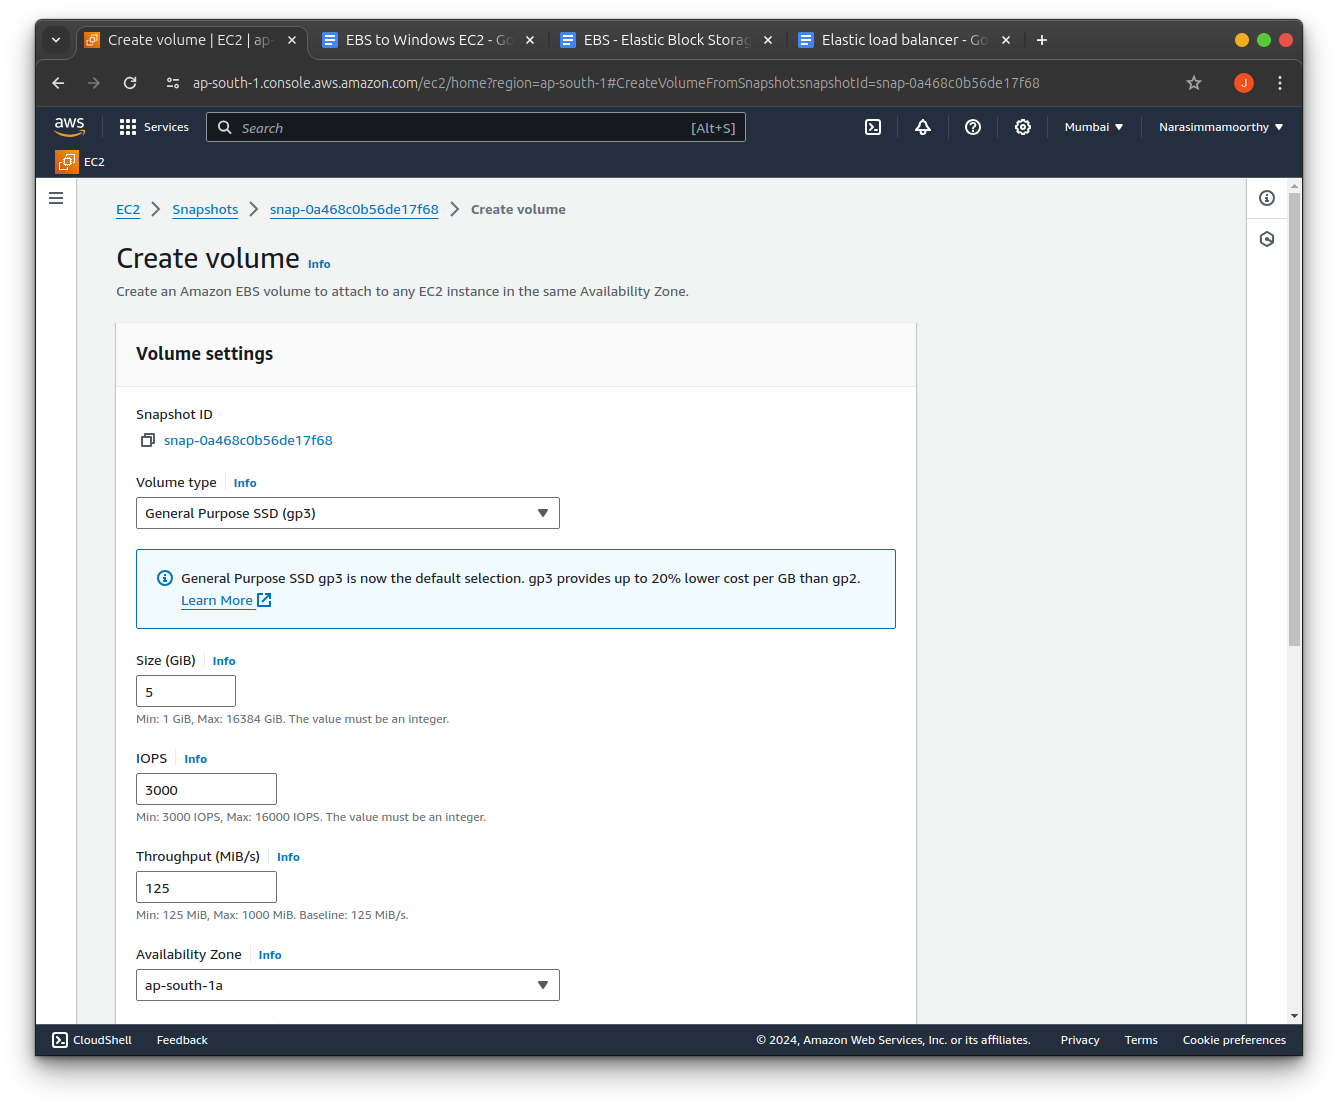 Create volume | EC2 | ap-
EBS to Windows EC2 - Go
EBS - Elastic Block Storag
Elastic load balancer - Go
ap-south-1.console.aws.amazon.com/ec2/home?region=ap-south-1#CreateVolumeFromSnapshot:snapshotId=snap-0a468c0b56de17f68
J
aws
Services
Search
[Alt+S]
Mumbai
Narasimmamoorthy
EC2
EC2 > Snapshots > snap-0a468c0b56de17f68 > Create volume
Create volume Info
Create an Amazon EBS volume to attach to any EC2 instance in the same Availability Zone.
Volume settings
Snapshot ID
snap-0a468c0b56de17f68
Volume type Info
General Purpose SSD (gp3)
General Purpose SSD gp3 is now the default selection. gp3 provides up to 20% lower cost per GB than gp2.
Learn More
Size (GiB) Info
5
Min: 1 GiB, Max: 16384 GiB. The value must be an integer.
IOPS Info
3000
Min: 3000 IOPS, Max: 16000 IOPS. The value must be an integer.
Throughput (MiB/s) Info
125
Min: 125 MiB, Max: 1000 MiB. Baseline: 125 MiB/s.
Availability Zone Info
ap-south-1a
CloudShell
Feedback
© 2024, Amazon Web Services, Inc. or its affiliates.
Privacy
Terms
Cookie preferences